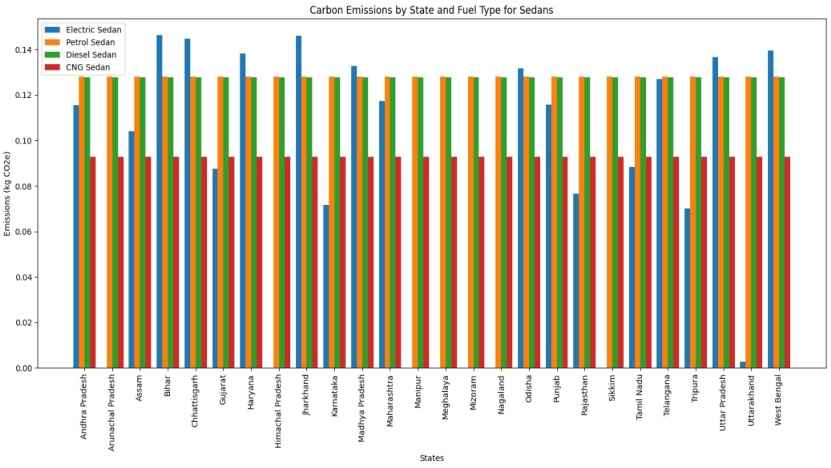 Carbon Emissions by State and Fuel Type for Sedans
Electric Sedan
Petrol Sedan
Diesel Sedan
CNG Sedan
Emissions (kg CO2e)
0.14
0.12
0.10
0.08
0.06
0.04
0.02
0.00
Andhra Pradesh
Arunachal Pradesh
Assam
Bihar
Chhattisgarh
Gujarat
Haryana
Himachal Pradesh
Jharkhand
Karnataka
Madhya Pradesh
Maharashtra
Manipur
Meghalaya
Mizoram
Nagaland
Odisha
Punjab
Rajasthan
Sikkim
Tamil Nadu
Telangana
Tripura
Uttar Pradesh
Uttarakhand
West Bengal
States